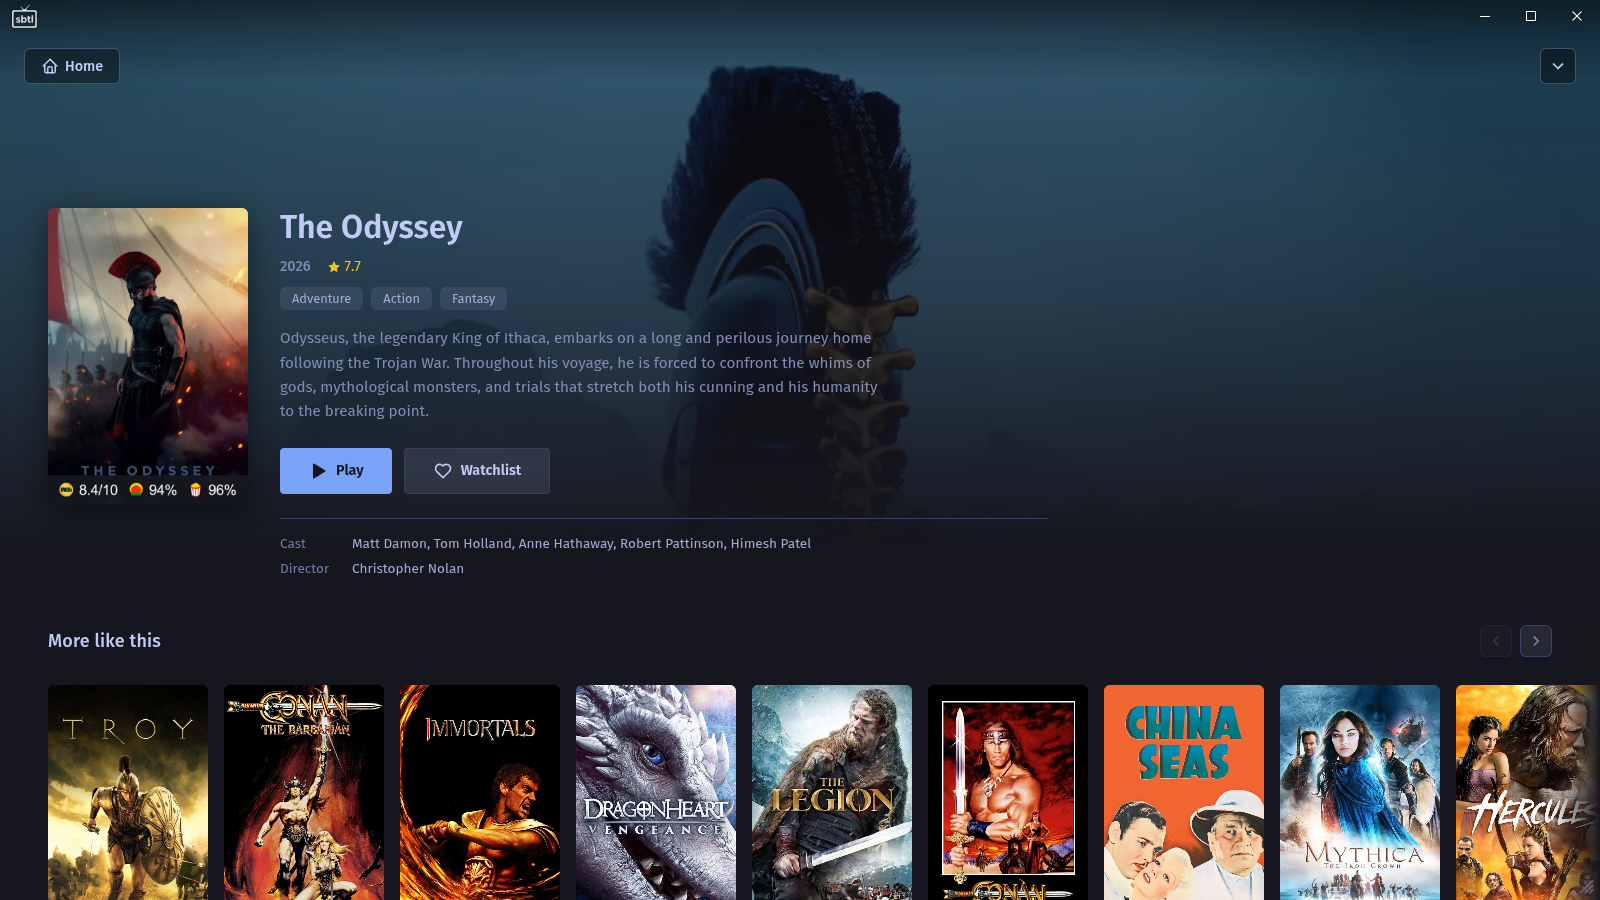 sbtl
Home
The Odyssey
2026 7.7
Adventure Action Fantasy
Odysseus, the legendary King of Ithaca, embarks on a long and perilous journey home
following the Trojan War. Throughout his voyage, he is forced to confront the whims of
gods, mythological monsters, and trials that stretch both his cunning and his humanity
to the breaking point.
THE ODYSSEY
8.4/10 94% 96%
Play Watchlist
Cast Matt Damon, Tom Holland, Anne Hathaway, Robert Pattinson, Himesh Patel
Director Christopher Nolan
More like this
TROY
CONAN
THE BARBARIAN
IMMORTALS
DRAGONHEART
VENGEANCE
THE
LEGION
CONAN
CHINA
SEAS
MYTHICA
THE IRON CROWN
HERCULES